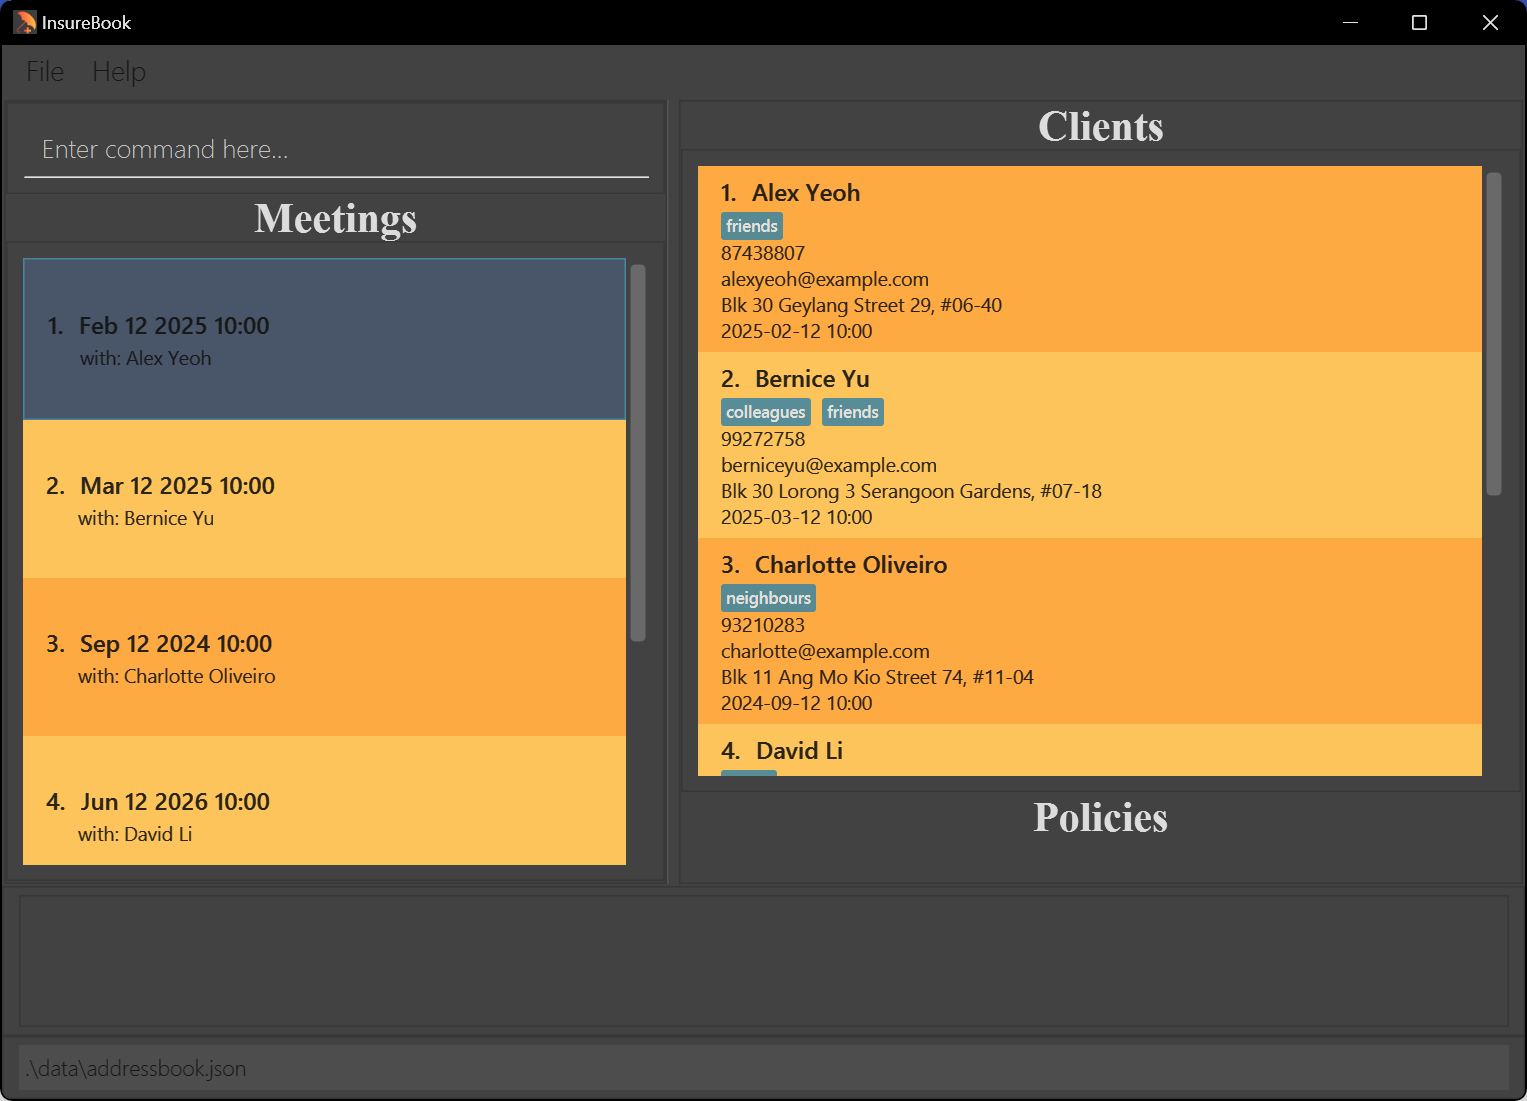 InsureBook
File Help
Enter command here...
Meetings
1. Feb 12 2025 10:00
with: Alex Yeoh
2. Mar 12 2025 10:00
with: Bernice Yu
3. Sep 12 2024 10:00
with: Charlotte Oliveiro
4. Jun 12 2026 10:00
with: David Li
Clients
1. Alex Yeoh
friends
87438807
alexyeoh@example.com
Blk 30 Geylang Street 29, #06-40
2025-02-12 10:00
2. Bernice Yu
colleagues friends
99272758
berniceyu@example.com
Blk 30 Lorong 3 Serangoon Gardens, #07-18
2025-03-12 10:00
3. Charlotte Oliveiro
neighbours
93210283
charlotte@example.com
Blk 11 Ang Mo Kio Street 74, #11-04
2024-09-12 10:00
4. David Li
Policies
.\data\addressbook.json